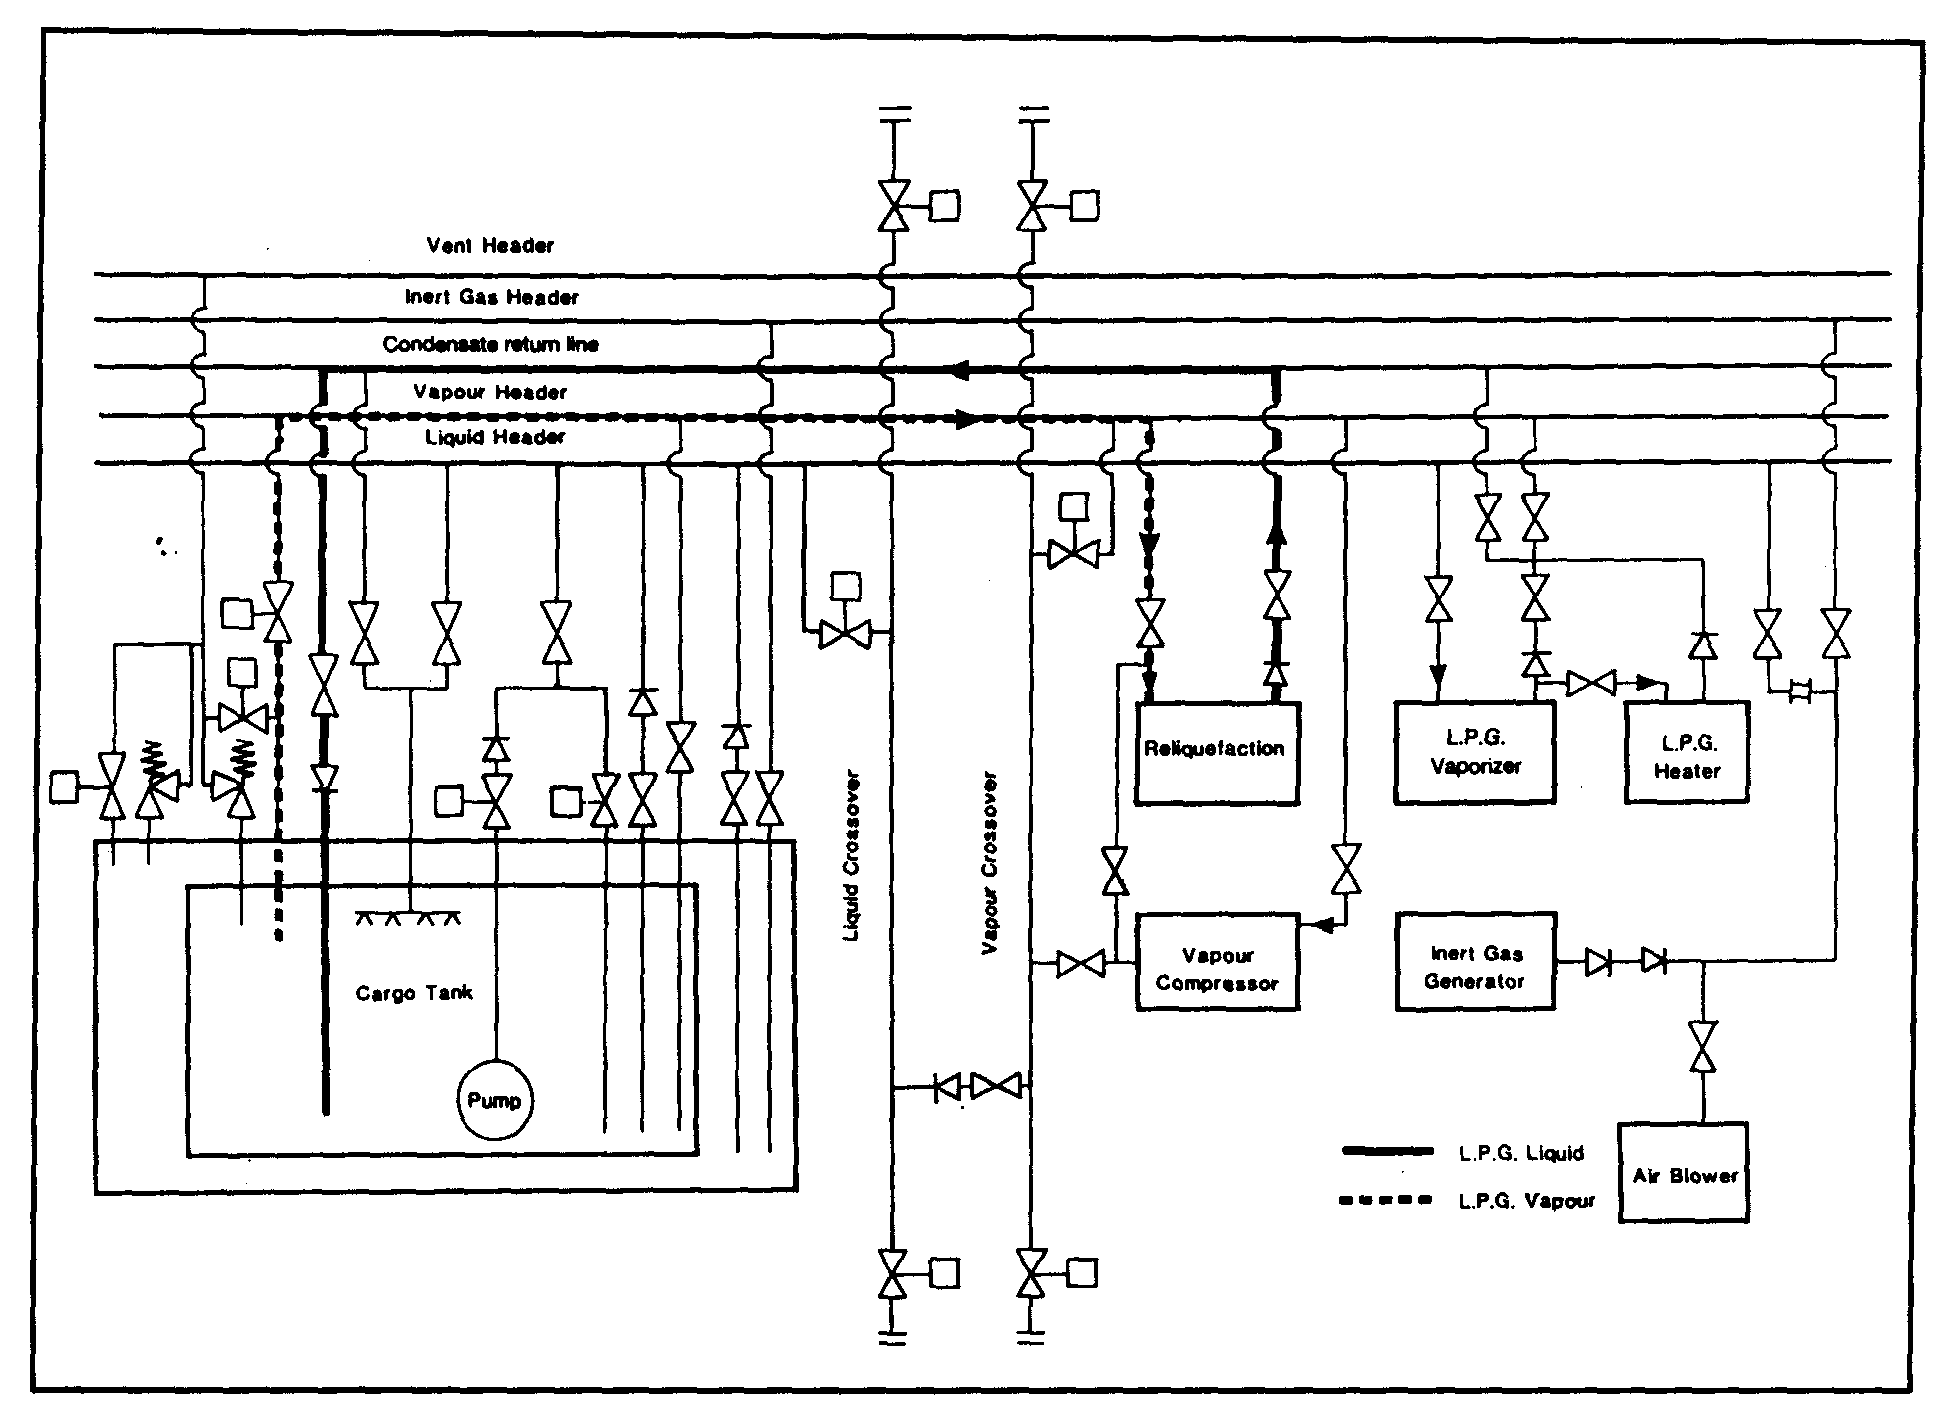 Vent Header
Inert Gas Header
Condensate return line
Vapour Header
Liquid Header
Reliquefaction
L.P.G.
Vaporizer
L.P.G.
Heater
Liquid Crossover
Vapour Crossover
Cargo Tank
Vapour
Compressor
Inert Gas
Generator
Pump
L.P.G. Liquid
L.P.G. Vapour
Air Blower